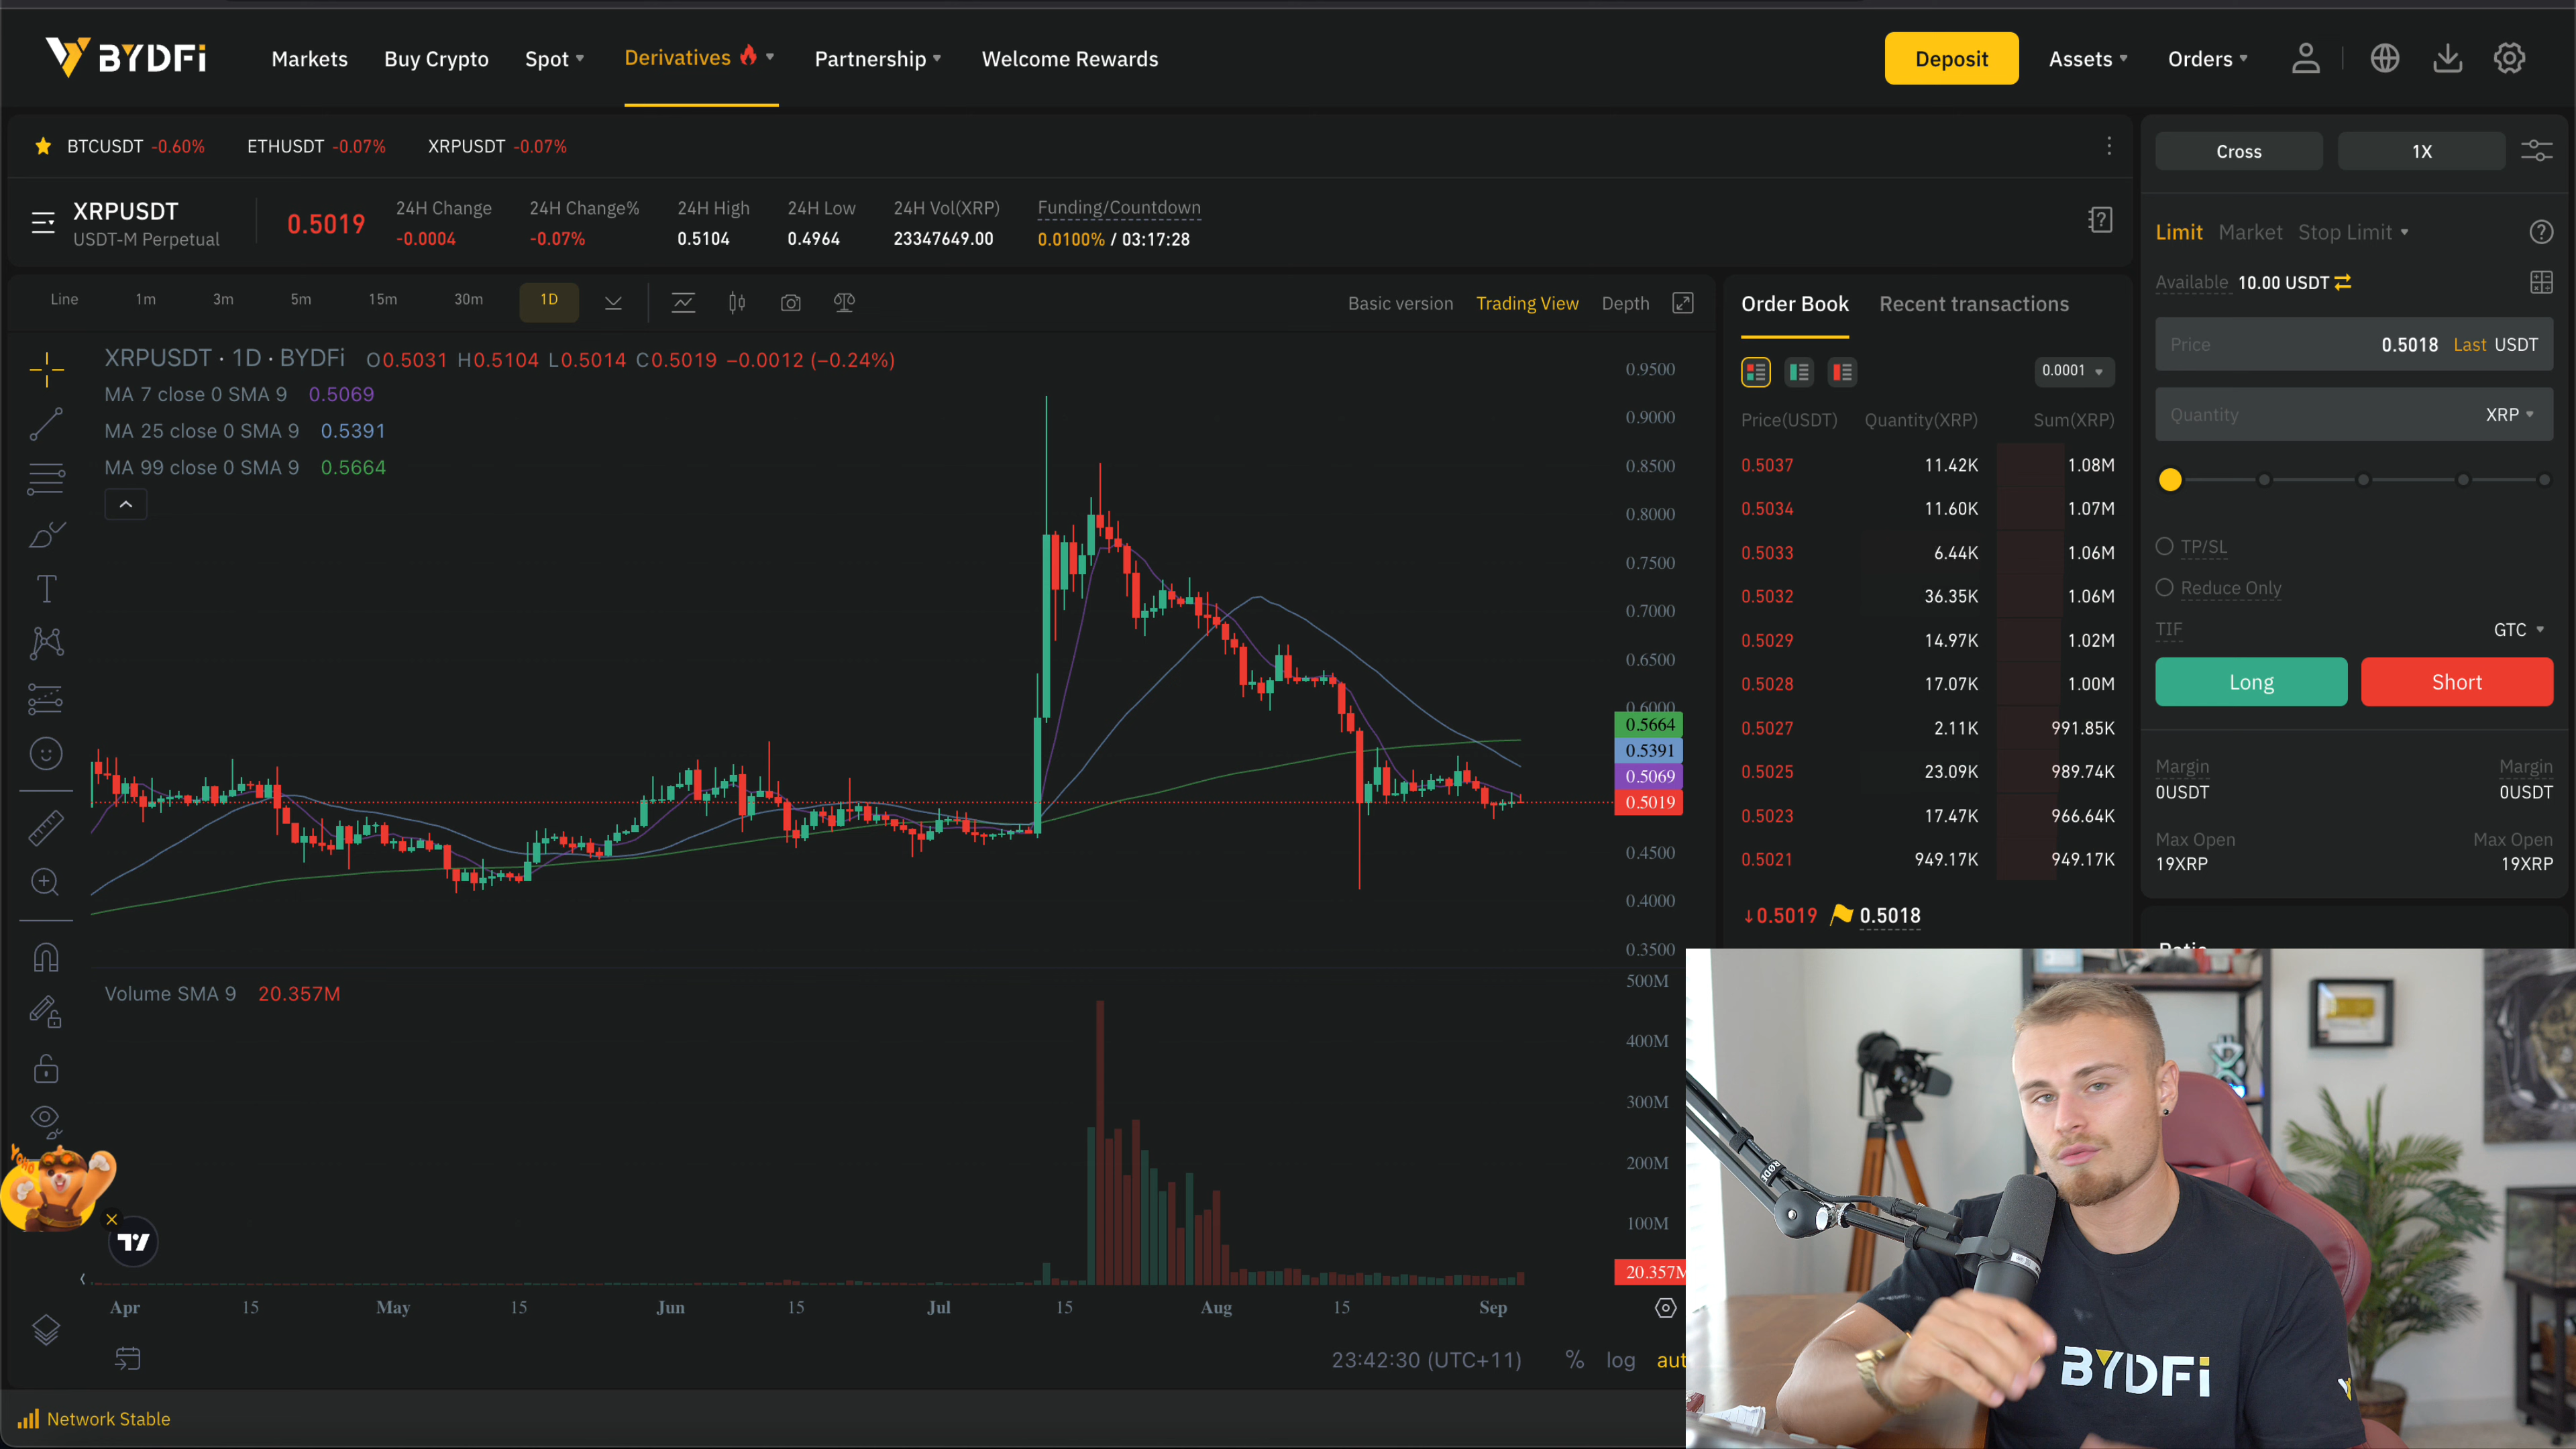 BYDFi Markets Buy Crypto Spot Derivatives Partnership Welcome Rewards Deposit Assets Orders
BTCUSDT -0.60% ETHUSDT -0.07% XRPUSDT -0.07%
Cross 1X
XRPUSDT
USDT-M Perpetual
0.5019
24H Change 24H Change% 24H High 24H Low 24H Vol(XRP) Funding/Countdown
-0.0004 -0.07% 0.5104 0.4964 23347649.00 0.0100% / 03:17:28
Line 1m 3m 5m 15m 30m 1D
Basic version Trading View Depth
XRPUSDT · 1D · BYDFi O0.5031 H0.5104 L0.5014 C0.5019 −0.0012 (−0.24%)
MA 7 close 0 SMA 9 0.5069
MA 25 close 0 SMA 9 0.5391
MA 99 close 0 SMA 9 0.5664
0.9500
0.9000
0.8500
0.8000
0.7500
0.7000
0.6500
0.6000
0.5664
0.5391
0.5069
0.5019
0.4500
0.4000
0.3500
Volume SMA 9 20.357M
500M
400M
300M
200M
100M
20.357M
YOHO
Apr 15 May 15 Jun 15 Jul 15 Aug 15 Sep
23:42:30 (UTC+11) % log aut
Network Stable
Order Book Recent transactions
0.0001
Price(USDT) Quantity(XRP) Sum(XRP)
0.5037 11.42K 1.08M
0.5034 11.60K 1.07M
0.5033 6.44K 1.06M
0.5032 36.35K 1.06M
0.5029 14.97K 1.02M
0.5028 17.07K 1.00M
0.5027 2.11K 991.85K
0.5025 23.09K 989.74K
0.5023 17.47K 966.64K
0.5021 949.17K 949.17K
↓0.5019 0.5018
Limit Market Stop Limit
Available 10.00 USDT
Price 0.5018 Last USDT
Quantity XRP
TP/SL
Reduce Only
TIF GTC
Long Short
Margin Margin
0USDT 0USDT
Max Open Max Open
19XRP 19XRP
Ratio
RØDE
BYDFi